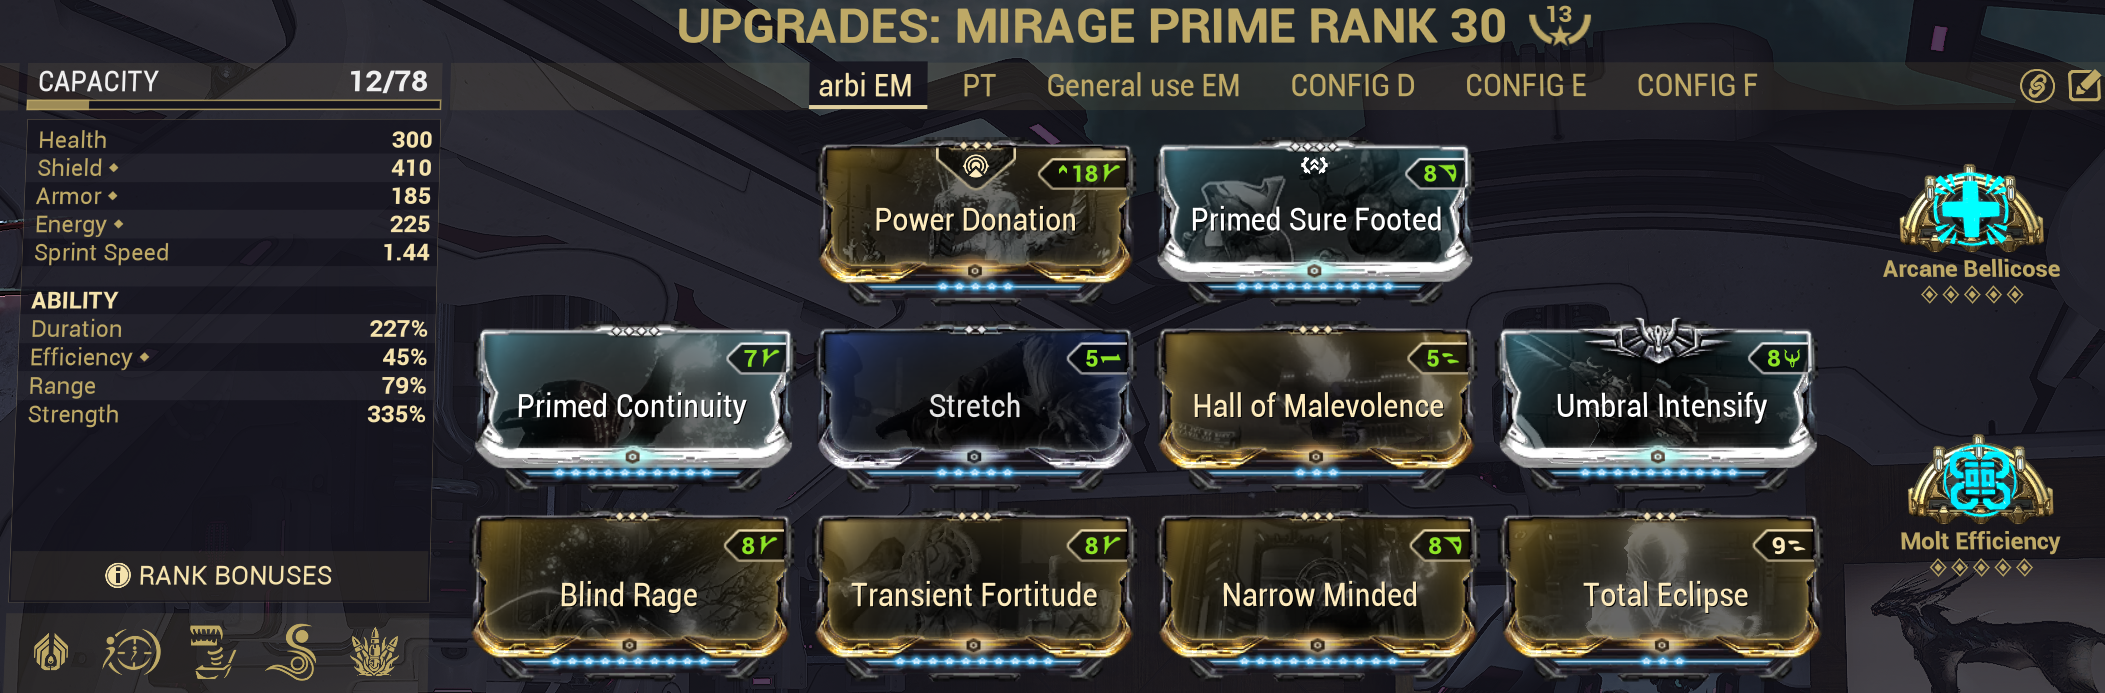 UPGRADES: MIRAGE PRIME RANK 30 13
CAPACITY 12/78
arbi EM PT General use EM CONFIG D CONFIG E CONFIG F
Health 300
Shield 410
Armor 185
Energy 225
Sprint Speed 1.44
ABILITY
Duration 227%
Efficiency 45%
Range 79%
Strength 335%
RANK BONUSES
18
Power Donation
8
Primed Sure Footed
7
Primed Continuity
5
Stretch
5
Hall of Malevolence
8
Umbral Intensify
8
Blind Rage
8
Transient Fortitude
8
Narrow Minded
9
Total Eclipse
Arcane Bellicose
Molt Efficiency